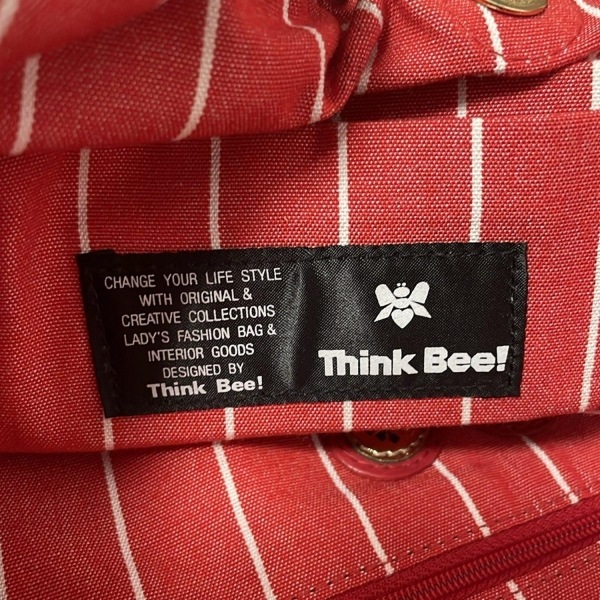 CHANGE YOUR LIFE STYLE
WITH ORIGINAL &
CREATIVE COLLECTIONS
LADY'S FASHION BAG &
INTERIOR GOODS
DESIGNED BY
Think Bee!
Think Bee!